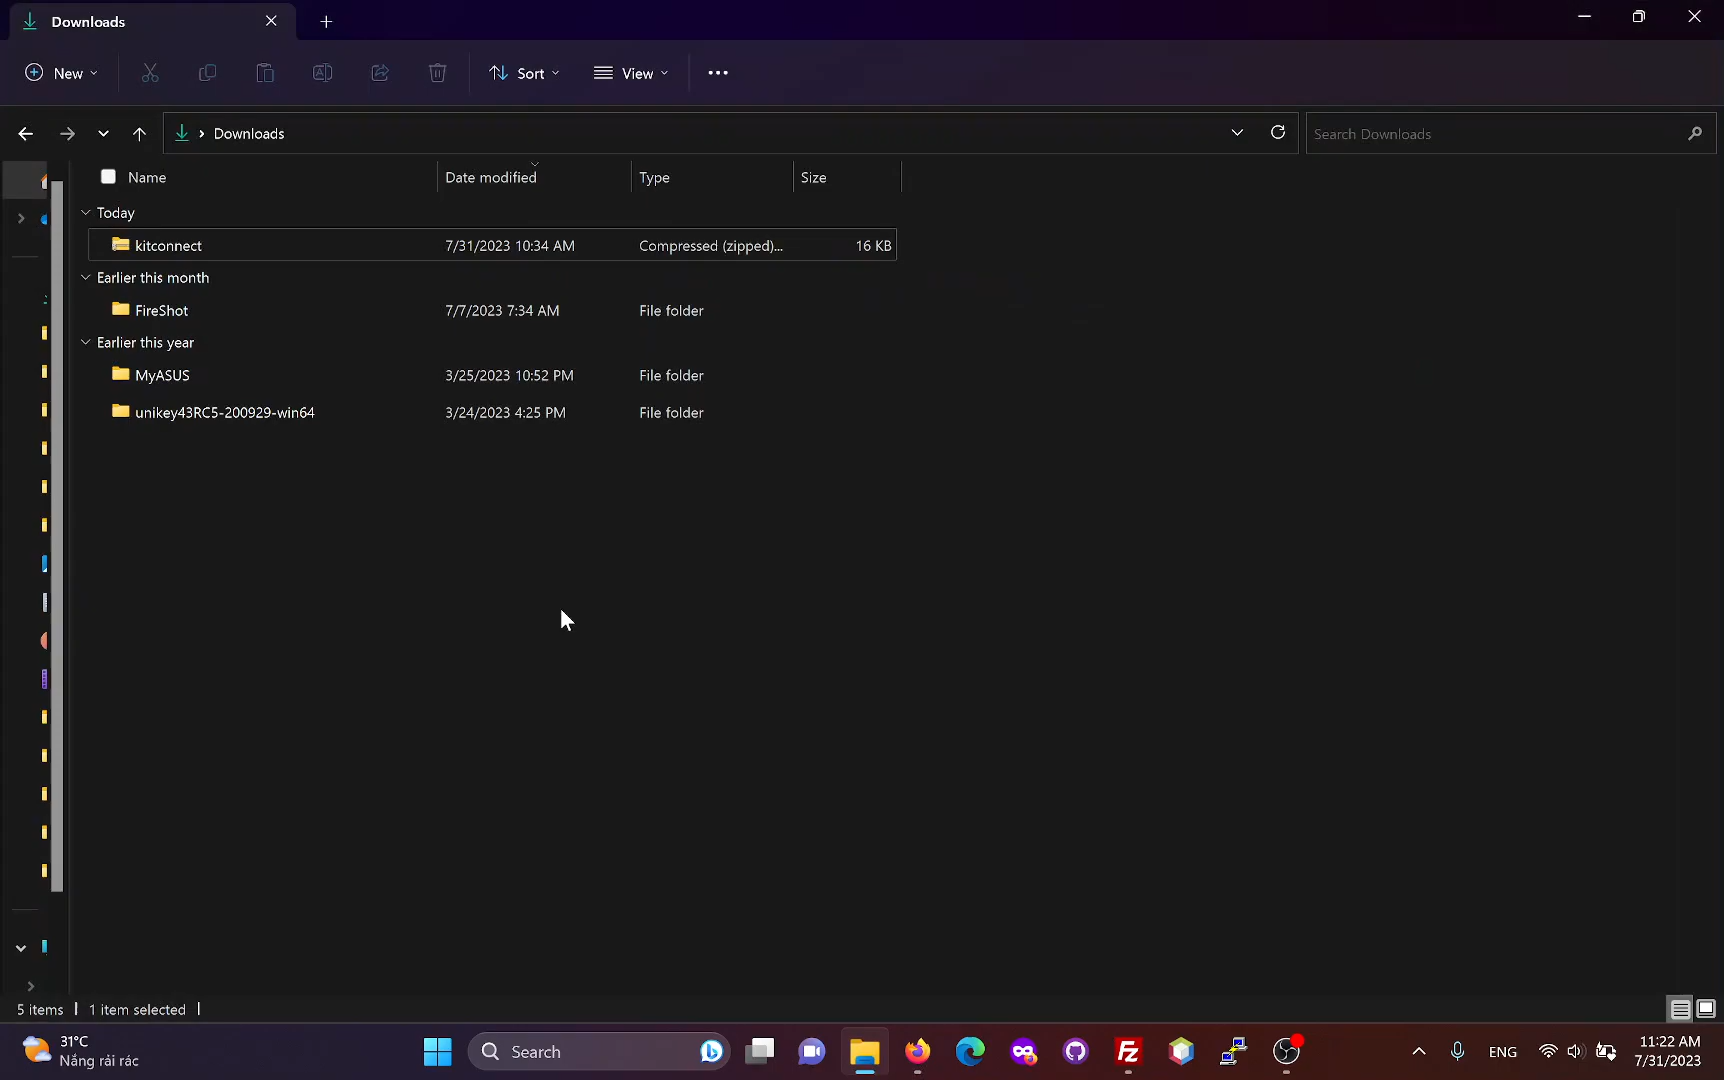 Downloads
New
Sort
View
Downloads
Search Downloads
Name Date modified Type Size
Today
kitconnect 7/31/2023 10:34 AM Compressed (zipped)... 16 KB
Earlier this month
FireShot 7/7/2023 7:34 AM File folder
Earlier this year
MyASUS 3/25/2023 10:52 PM File folder
unikey43RC5-200929-win64 3/24/2023 4:25 PM File folder
5 items 1 item selected
31°C
Nắng rải rác
Search
Fz
ENG
11:22 AM
7/31/2023